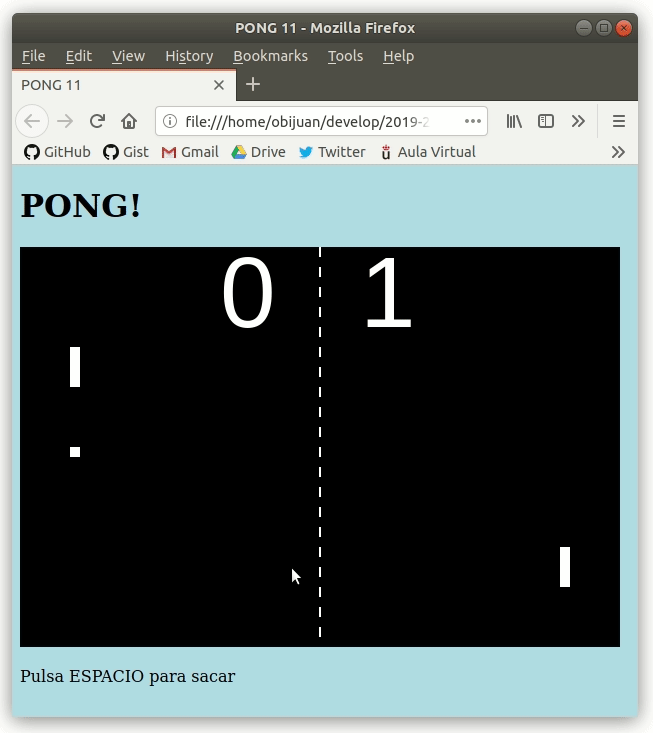 PONG 11 - Mozilla Firefox
File Edit View History Bookmarks Tools Help
PONG 11
file:///home/obijuan/develop/2019-2
GitHub Gist Gmail Drive Twitter Aula Virtual
PONG!
0 1
Pulsa ESPACIO para sacar